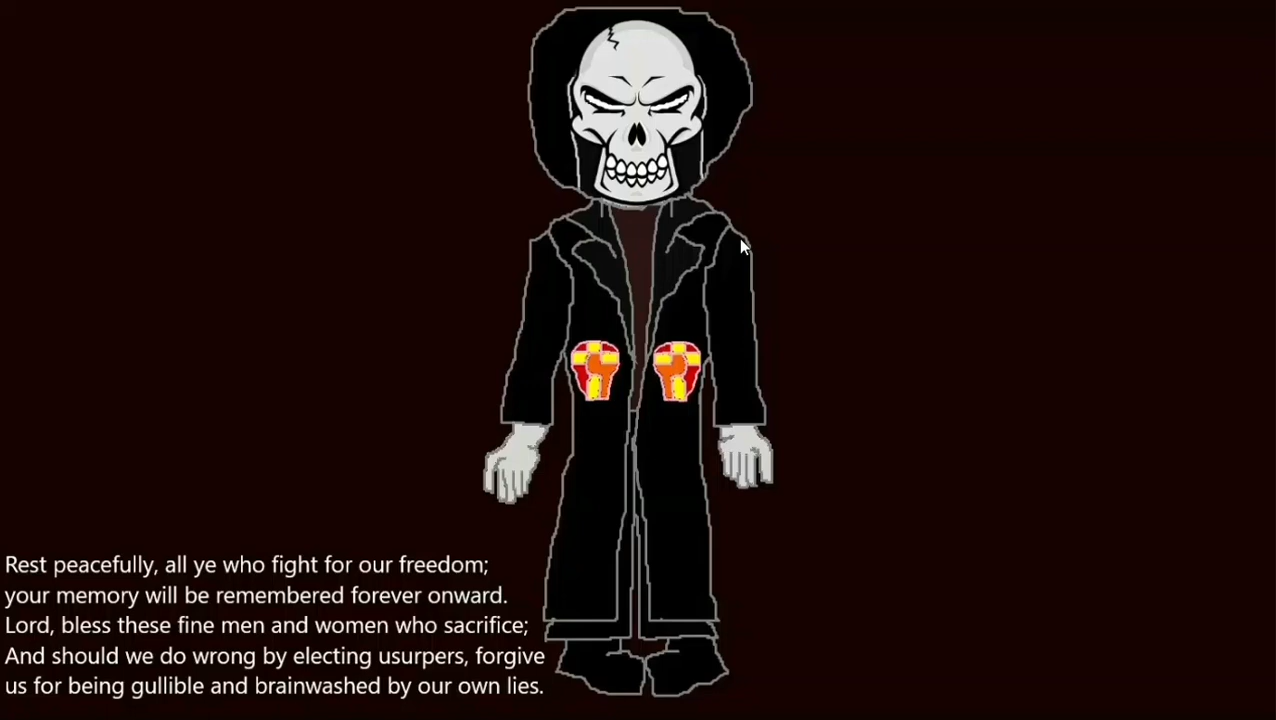 Rest peacefully, all ye who fight for our freedom;
your memory will be remembered forever onward.
Lord, bless these fine men and women who sacrifice;
And should we do wrong by electing usurpers, forgive
us for being gullible and brainwashed by our own lies.